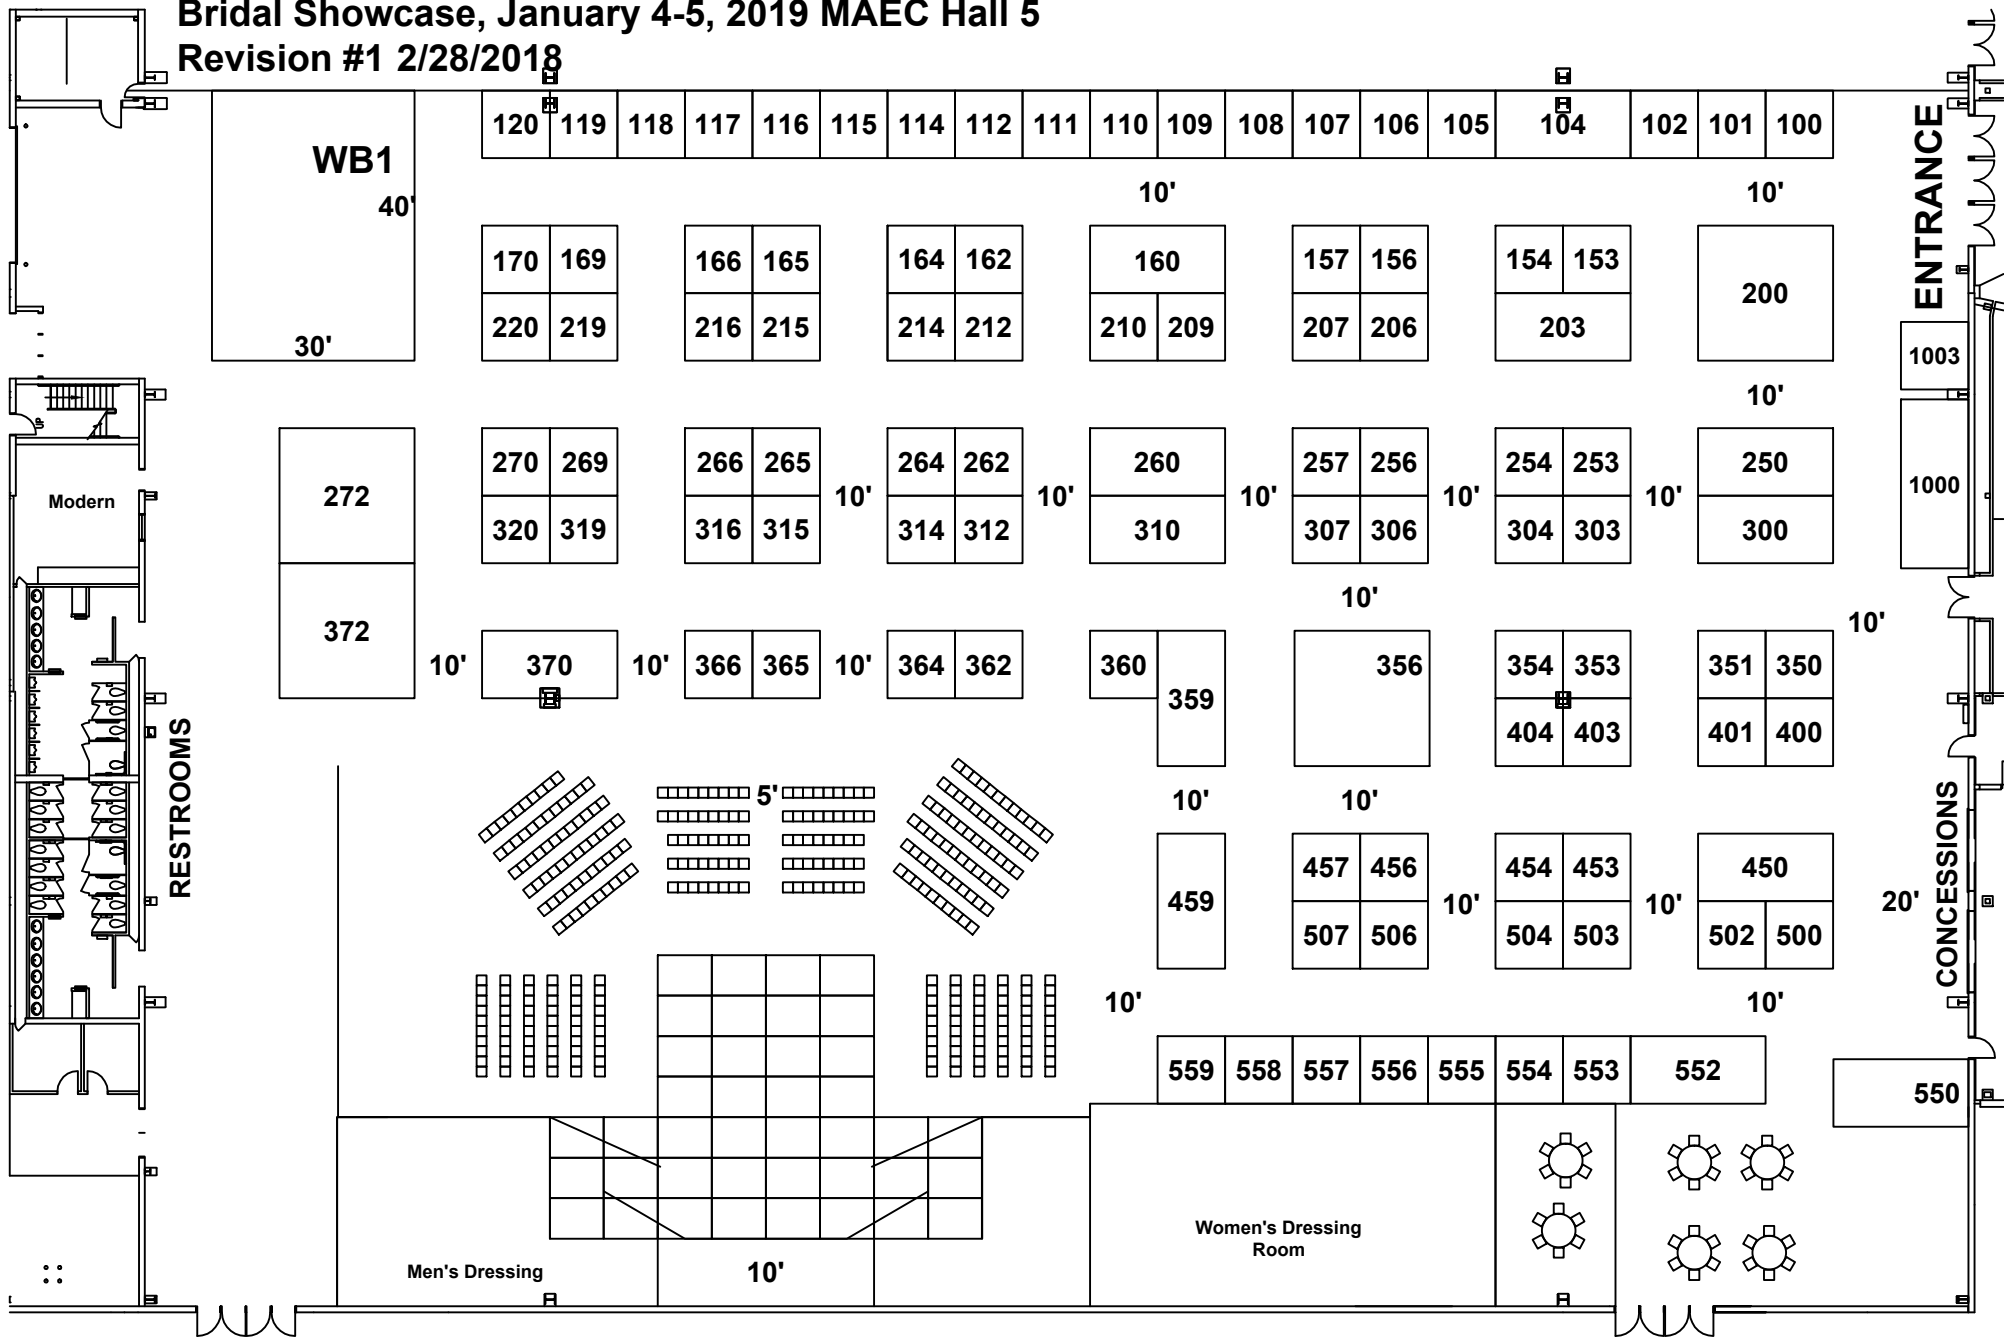 Bridal Showcase, January 4-5, 2019 MAEC Hall 5
Revision #1 2/28/2018
120 119 118 117 116 115 114 112 111 110 109 108 107 106 105 104 102 101 100
WB1
40'
30'
10' 10'
ENTRANCE
170 169 166 165 164 162 160 157 156 154 153
200
220 219 216 215 214 212 210 209 207 206 203
1003
10'
270 269 266 265 264 262 260 257 256 254 253 250
272 10' 10' 10' 10' 10' 1000
Modern
UP
320 319 316 315 314 312 310 307 306 304 303 300
10'
372 10'
10' 370 10' 366 365 10' 364 362 360 356 354 353 351 350
359
404 403 401 400
RESTROOMS
5' 10' 10'
CONCESSIONS
457 456 454 453 450
459 10' 10' 20'
507 506 504 503 502 500
10' 10'
559 558 557 556 555 554 553 552
550
Women's Dressing
Room
Men's Dressing 10'